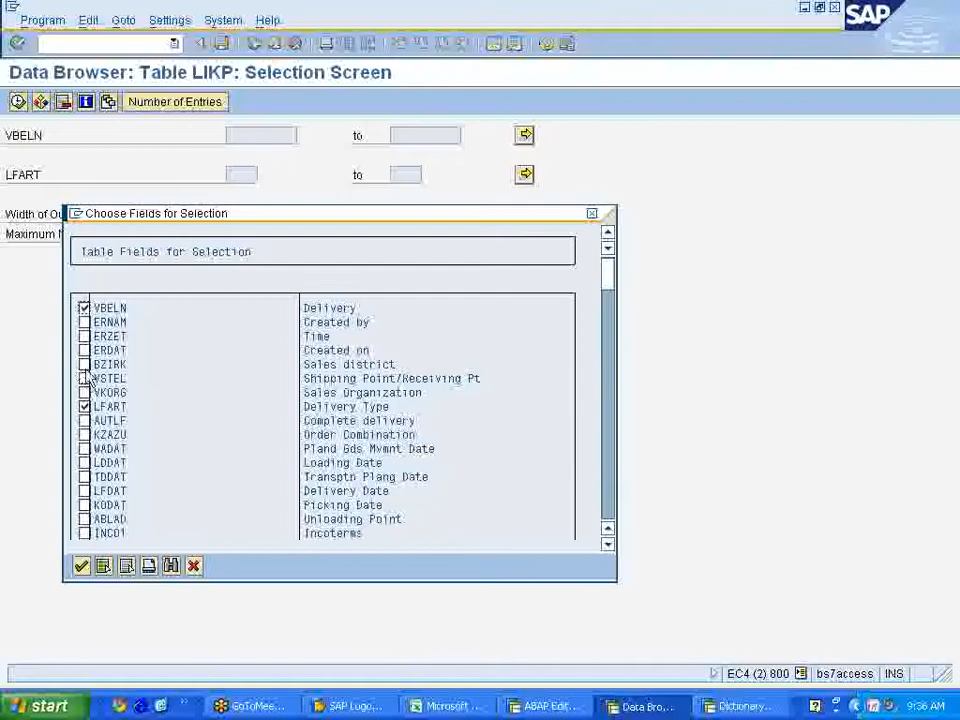 Program Edit Goto Settings System Help
SAP
Data Browser: Table LIKP: Selection Screen
Number of Entries
VBELN to
LFART to
Width of Ou
Maximum N
Choose Fields for Selection
Table Fields for Selection
VBELN Delivery
ERNAM Created by
ERZET Time
ERDAT Created on
BZIRK Sales district
VSTEL Shipping Point/Receiving Pt
VKORG Sales Organization
LFART Delivery Type
AUTLF Complete delivery
KZAZU Order Combination
WADAT Pland Gds Mvmnt Date
LDDAT Loading Date
TDDAT Transptn Plang Date
LFDAT Delivery Date
KODAT Picking Date
ABLAD Unloading Point
INCO1 Incoterms
EC4 (2) 800 bs7access INS
start GoToMee... SAP Logo... Microsoft ... ABAP Edit... Data Bro... Dictionary... 9:36 AM